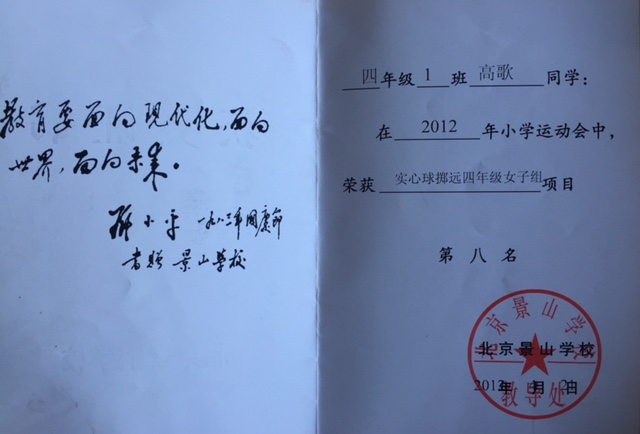 教育要面向现代化,面向
世界,面向未来。
邓小平 一九八三年国庆节
书赠 景山学校
四年级 1 班 高歌 同学:
在 2012 年小学运动会中,
荣获 实心球掷远四年级女子组 项目
第 八 名
北京景山学校
北京景山学校
教导处
2012年 月 日